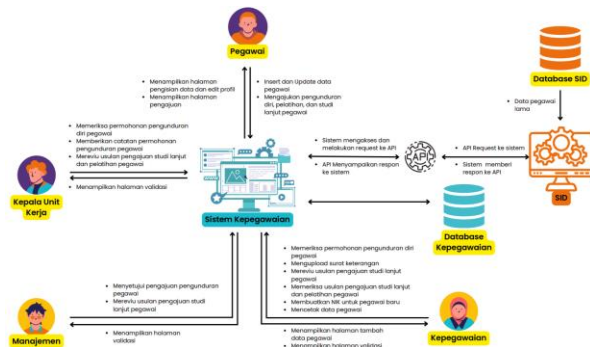 Pegawai
Menampilkan halaman
pengisian data dan edit profil
Menampilkan halaman
pengajuan
Insert dan Update data
pegawai
Mengajukan pengunduran
diri, pelatihan, dan studi
lanjut pegawai
Database SID
Data pegawai
lama
Memeriksa permohonan pengunduran
diri pegawai
Memberikan catatan permohonan
pengunduran pegawai
Mereviu usulan pengajuan studi lanjut
dan pelatihan pegawai
Menampilkan halaman validasi
Kepala Unit
Kerja
Sistem Kepegawaian
Sistem mengakses dan
melakukan request ke API
API Menyampaikan respon
ke sistem
API
API Request ke sistem
Sistem memberi
respon ke API
SID
Database
Kepegawaian
Menyetujui pengajuan pengunduran
pegawai
Mereviu usulan pengajuan studi
lanjut pegawai
Menampilkan halaman
validasi
Manajemen
Memeriksa permohonan pengunduran diri
pegawai
Mengupload surat keterangan
Mereviu usulan pengajuan studi lanjut
pegawai
Memeriksa usulan pengajuan studi lanjut
dan pelatihan pegawai
Membuatkan NIK untuk pegawai baru
Mencetak data pegawai
Menampilkan halaman tambah
data pegawai
Menampilkan halaman validasi
Kepegawaian